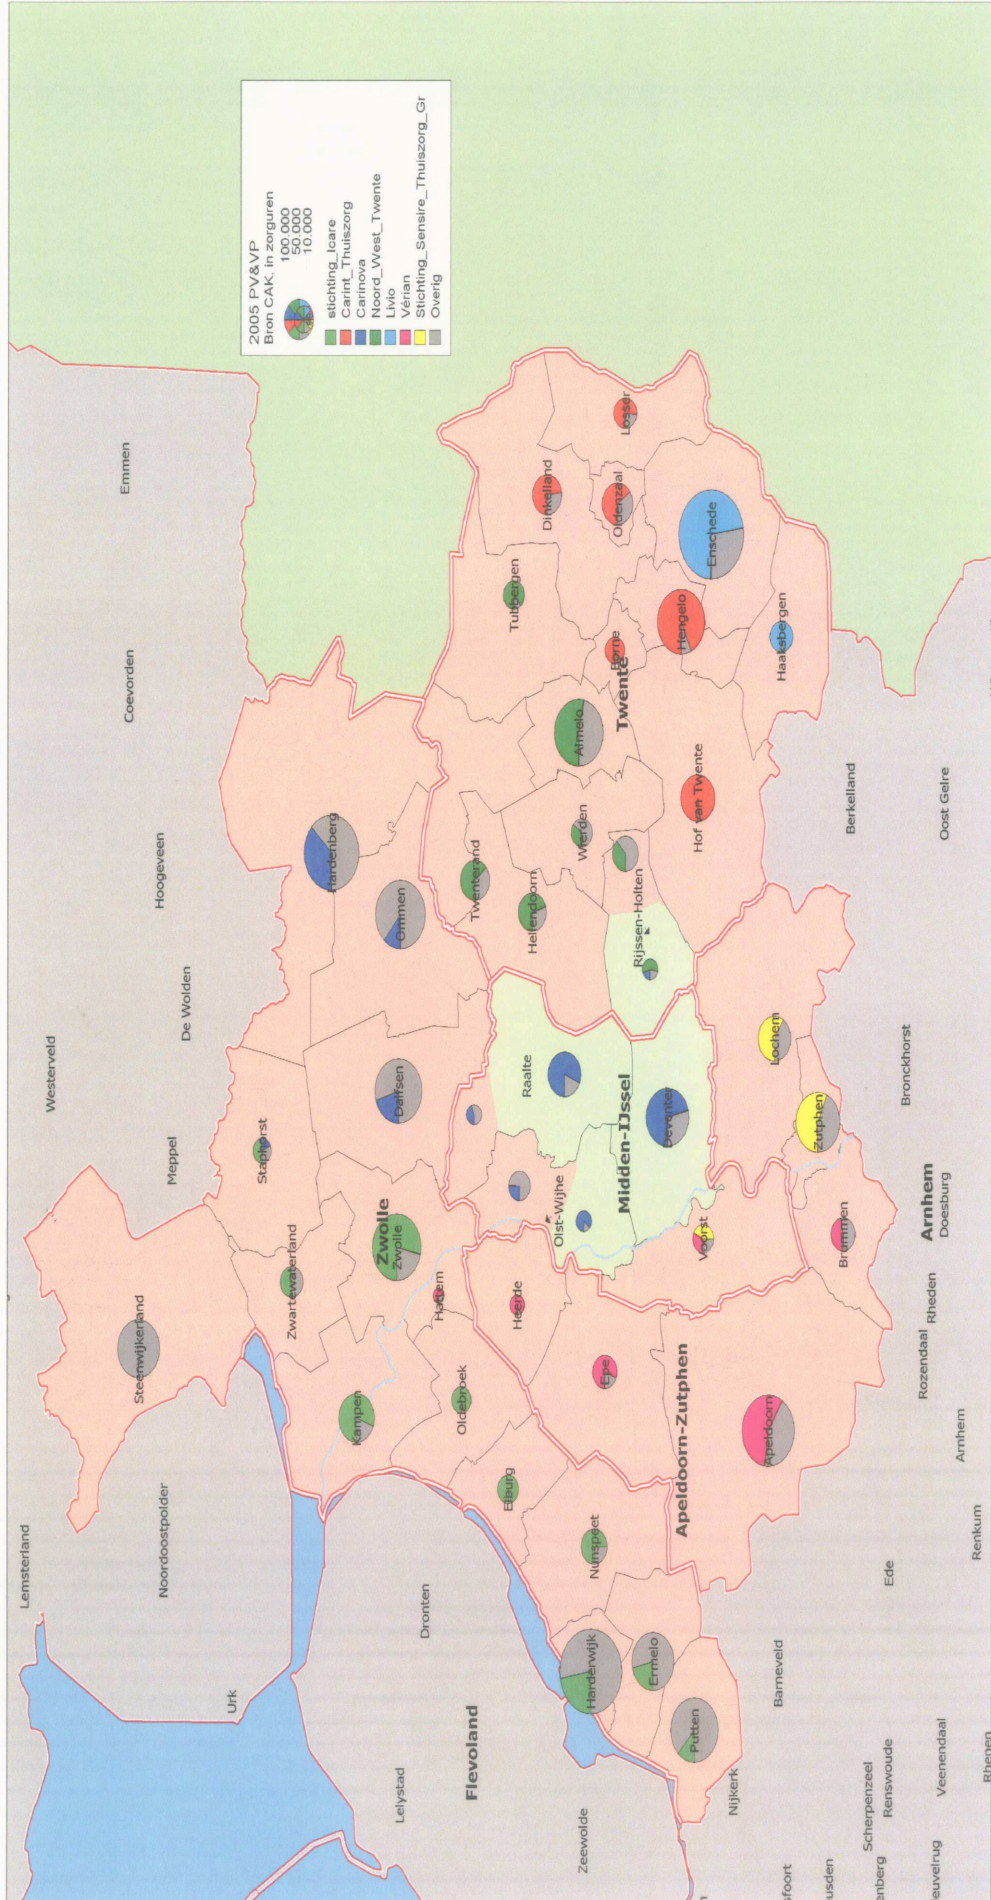 2005 PV&VP
Bron CAK, in zorguren
100.000
50.000
10.000
stichting_Icare
Carint_Thuiszorg
Carinova
Noord_West_Twente
Livio
Vérian
Stichting_Sensire_Thuiszorg_Gr
Overig
Lemsterland
Westerveld
Emmen
Coevorden
Steenwijkerland
Noordoostpolder
Meppel
Hoogeveen
De Wolden
Urk
Staphorst
Zwartewaterland
Hardenberg
Kampen
Zwolle
Zwolle
Dalfsen
Ommen
Lelystad
Dronten
Hattem
Oldebroek
Flevoland
Twenterand
Elburg
Heerde
Raalte
Tubbergen
Hellendoorn
Dinkelland
Olst-Wijhe
Zeewolde
Harderwijk
Nunspeet
Epe
Wierden
Almelo
Borne
Oldenzaal
Losser
Twente
Midden-IJssel
Rijssen-Holten
Ermelo
Deventer
Apeldoorn-Zutphen
Putten
Voorst
Hengelo
Hof van Twente
Enschede
Nijkerk
Apeldoorn
Lochem
Haaksbergen
Barneveld
Zutphen
Brummen
Berkelland
Scherpenzeel
Renswoude
Ede
Bronckhorst
Rozendaal
Rheden
Arnhem
Doesburg
Oost Gelre
Veenendaal
Arnhem
Renkum
Rhenen
foort
usden
nberg
euvelrug